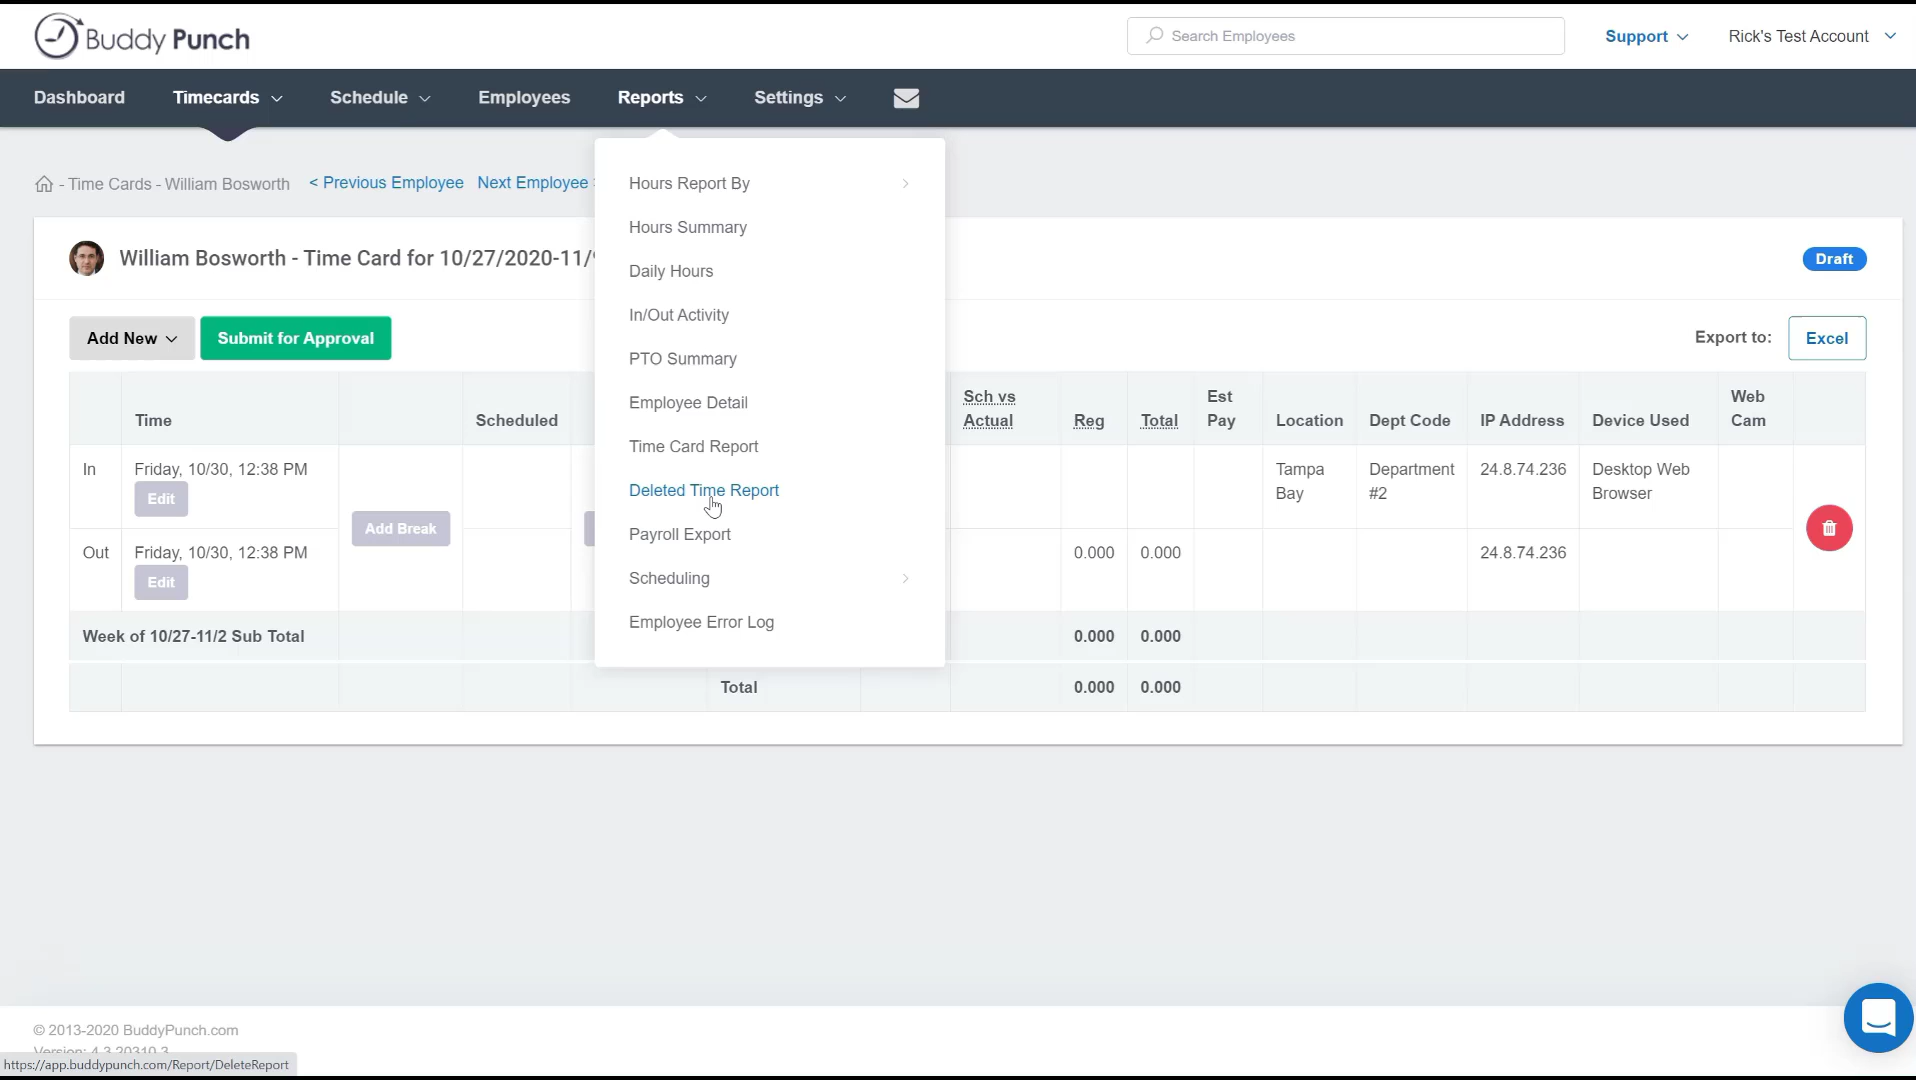 Buddy Punch
Search Employees
Support
Rick's Test Account
Dashboard
Timecards
Schedule
Employees
Reports
Settings
- Time Cards - William Bosworth
< Previous Employee
Next Employee
Hours Report By
Hours Summary
Daily Hours
In/Out Activity
PTO Summary
Employee Detail
Time Card Report
Deleted Time Report
Payroll Export
Scheduling
Employee Error Log
William Bosworth - Time Card for 10/27/2020-11/
Draft
Add New
Submit for Approval
Export to:
Excel
Time
Scheduled
Sch vs
Actual
Reg
Total
Est
Pay
Location
Dept Code
IP Address
Device Used
Web
Cam
In
Friday, 10/30, 12:38 PM
Edit
Add Break
Tampa
Bay
Department
#2
24.8.74.236
Desktop Web
Browser
Out
Friday, 10/30, 12:38 PM
Edit
0.000
0.000
24.8.74.236
Week of 10/27-11/2 Sub Total
0.000
0.000
Total
0.000
0.000
© 2013-2020 BuddyPunch.com
Version: 4.3.20310.3
https://app.buddypunch.com/Report/DeleteReport